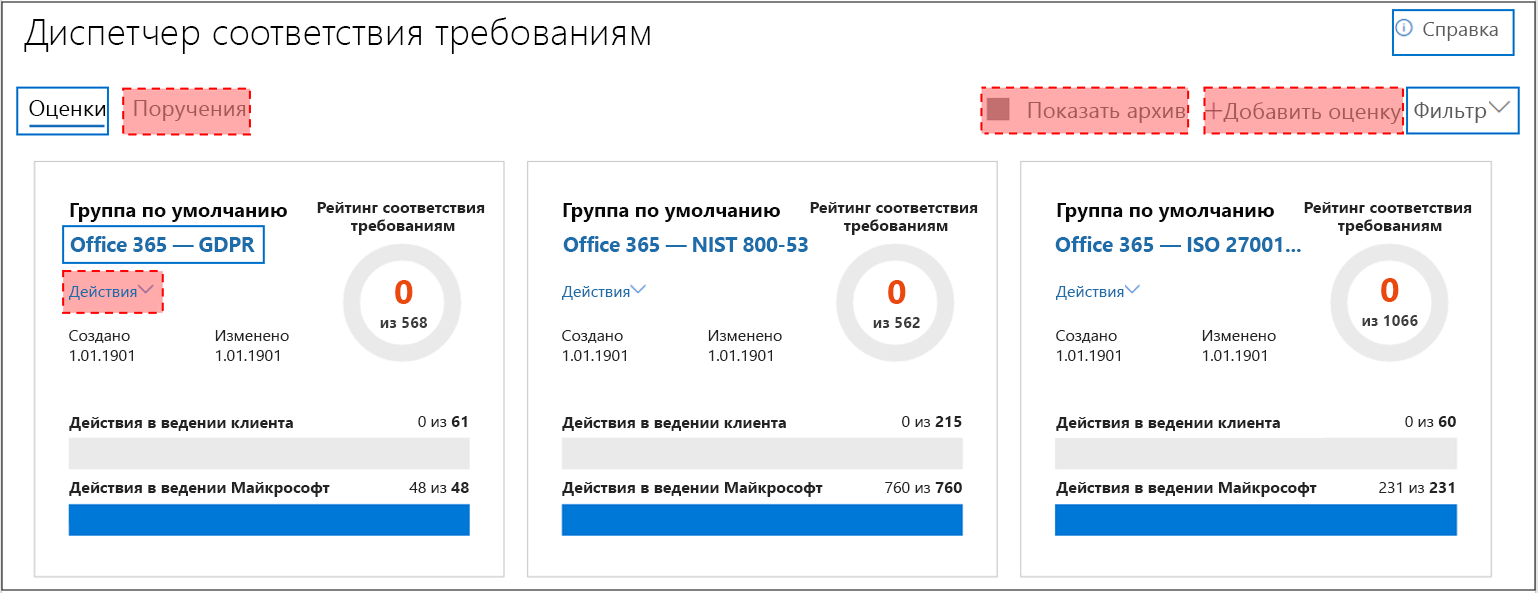 Диспетчер соответствия требованиям
Справка
Оценки Поручения Показать архив +Добавить оценку Фильтр
Группа по умолчанию
Office 365 — GDPR
Действия
Рейтинг соответствия
требованиям
0
из 568
Создано Изменено
1.01.1901 1.01.1901
Действия в ведении клиента 0 из 61
Действия в ведении Майкрософт 48 из 48
Группа по умолчанию
Office 365 — NIST 800-53
Действия
Рейтинг соответствия
требованиям
0
из 562
Создано Изменено
1.01.1901 1.01.1901
Действия в ведении клиента 0 из 215
Действия в ведении Майкрософт 760 из 760
Группа по умолчанию
Office 365 — ISO 27001...
Действия
Рейтинг соответствия
требованиям
0
из 1066
Создано Изменено
1.01.1901 1.01.1901
Действия в ведении клиента 0 из 60
Действия в ведении Майкрософт 231 из 231